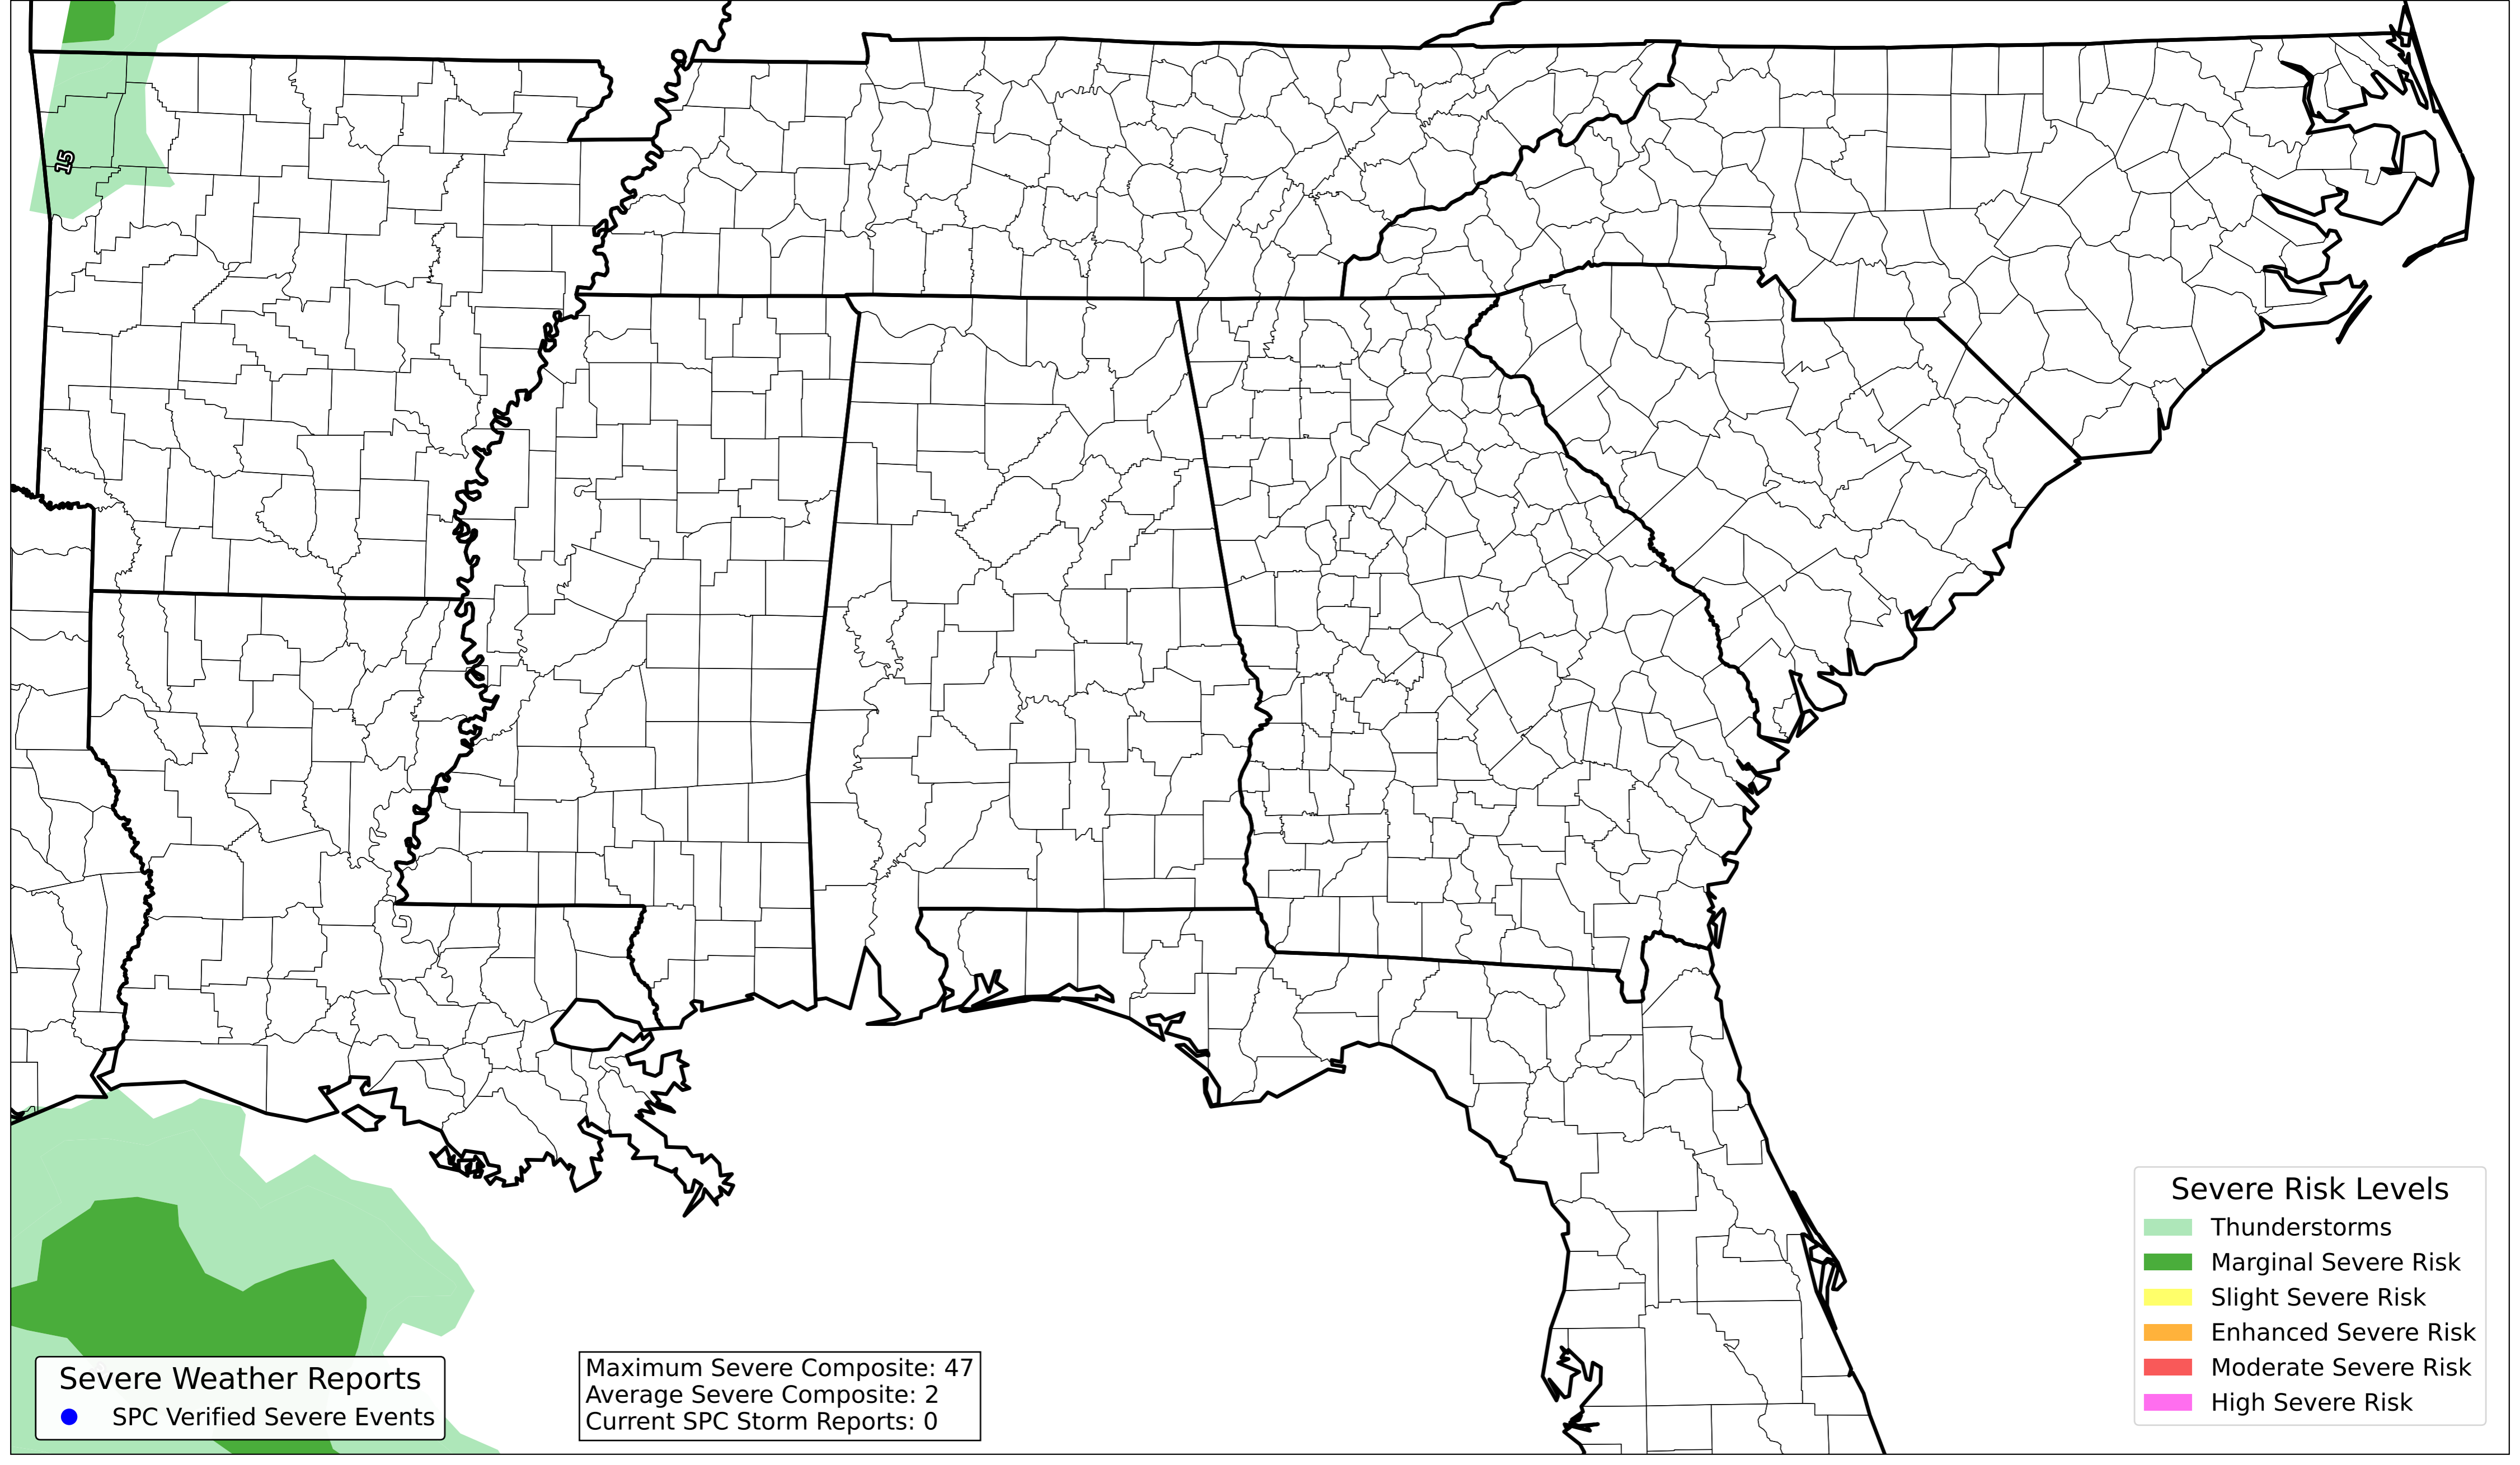 15
Severe Weather Reports
SPC Verified Severe Events
Maximum Severe Composite: 47
Average Severe Composite: 2
Current SPC Storm Reports: 0
Severe Risk Levels
Thunderstorms
Marginal Severe Risk
Slight Severe Risk
Enhanced Severe Risk
Moderate Severe Risk
High Severe Risk